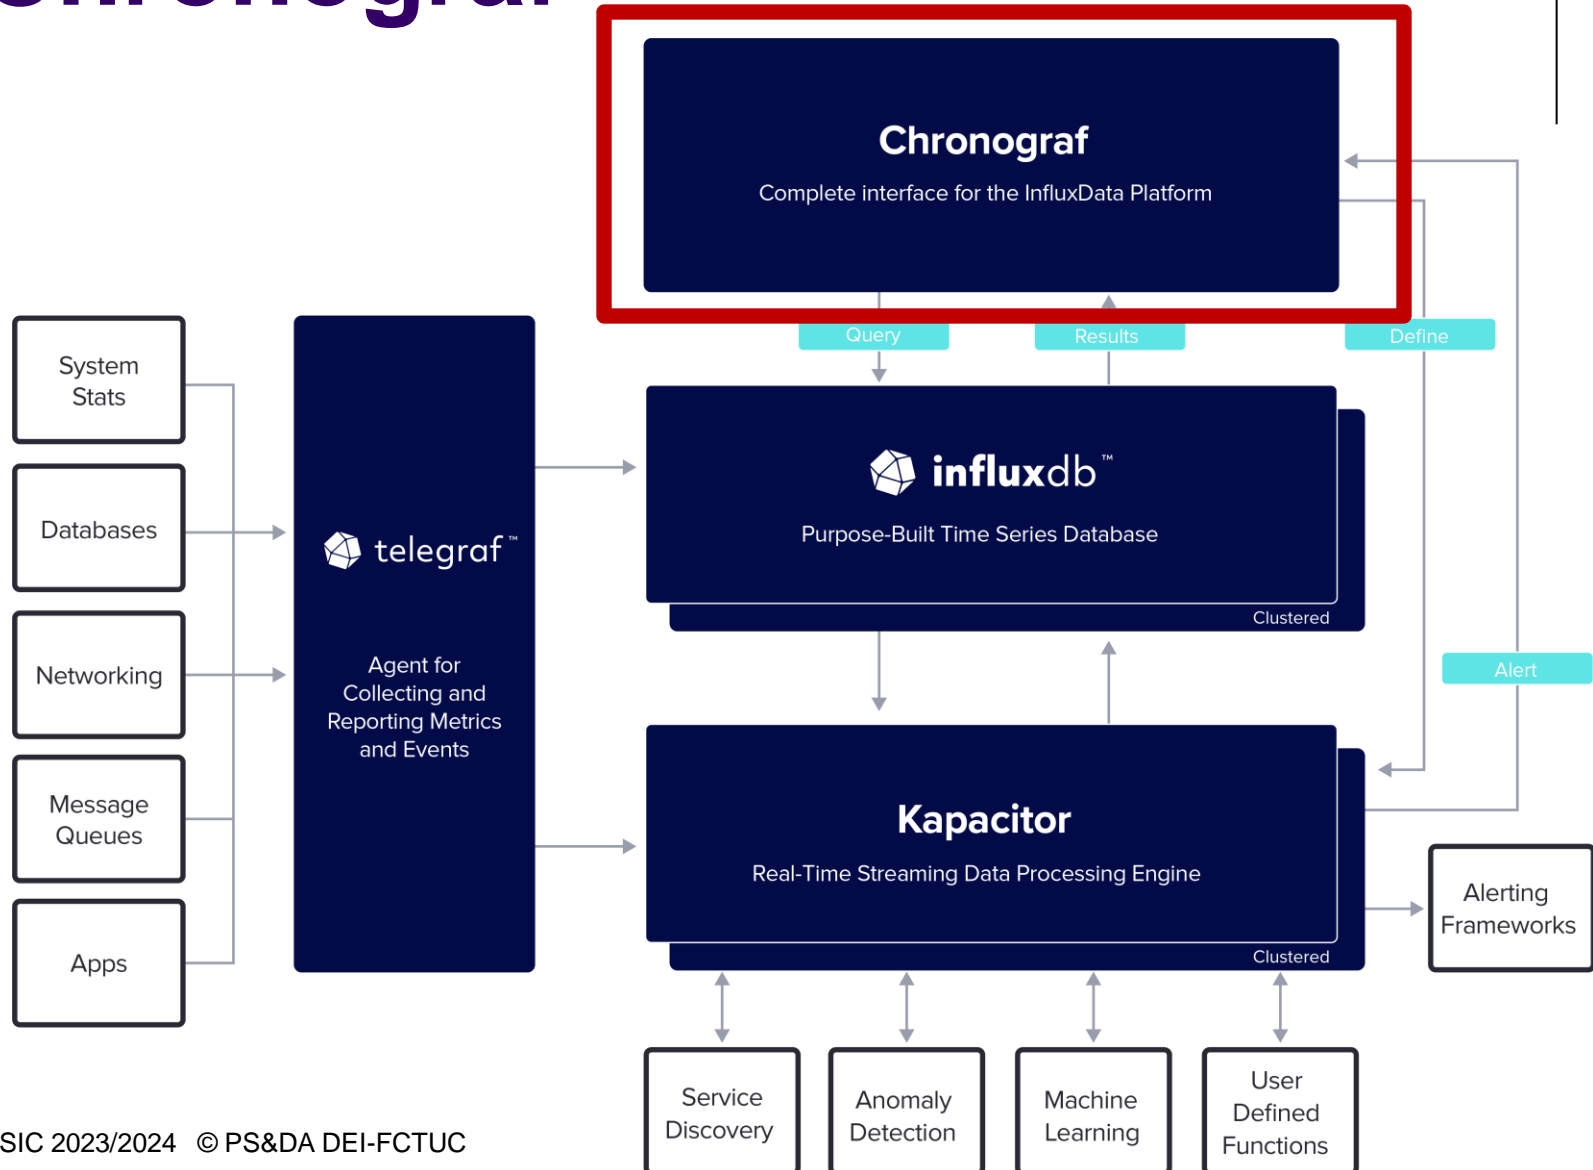 Chronograf
Chronograf
Complete interface for the InfluxData Platform
Query
Results
Define
System
Stats
Databases
Networking
Message
Queues
Apps
telegraf™
Agent for
Collecting and
Reporting Metrics
and Events
influxdb™
Purpose-Built Time Series Database
Clustered
Alert
Kapacitor
Real-Time Streaming Data Processing Engine
Clustered
Alerting
Frameworks
Service
Discovery
Anomaly
Detection
Machine
Learning
User
Defined
Functions
SIC 2023/2024 © PS&DA DEI-FCTUC